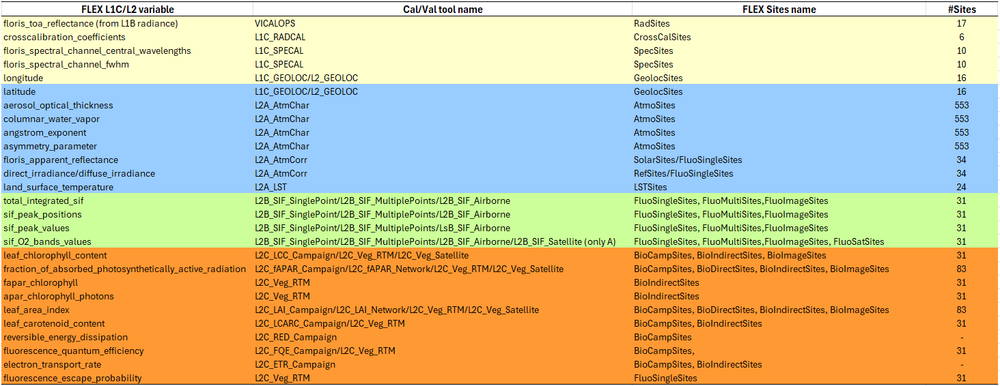 FLEX L1C/L2 variable Cal/Val tool name FLEX Sites name #Sites
floris_toa_reflectance (from L1B radiance) VICALOPS RadSites 17
crosscalibration_coefficients L1C_RADCAL CrossCalSites 6
floris_spectral_channel_central_wavelengths L1C_SPECAL SpecSites 10
floris_spectral_channel_fwhm L1C_SPECAL SpecSites 10
longitude L1C_GEOLOC/L2_GEOLOC GeolocSites 16
latitude L1C_GEOLOC/L2_GEOLOC GeolocSites 16
aerosol_optical_thickness L2A_AtmChar AtmoSites 553
columnar_water_vapor L2A_AtmChar AtmoSites 553
angstrom_exponent L2A_AtmChar AtmoSites 553
asymmetry_parameter L2A_AtmChar AtmoSites 553
floris_apparent_reflectance L2A_AtmCorr SolarSites/FluoSingleSites 34
direct_irradiance/diffuse_irradiance L2A_AtmCorr RefSites/FluoSingleSites 34
land_surface_temperature L2A_LST LSTSites 24
total_integrated_sif L2B_SIF_SinglePoint/L2B_SIF_MultiplePoints/L2B_SIF_Airborne FluoSingleSites, FluoMultiSites,FluoImageSites 31
sif_peak_positions L2B_SIF_SinglePoint/L2B_SIF_MultiplePoints/L2B_SIF_Airborne FluoSingleSites, FluoMultiSites,FluoImageSites 31
sif_peak_values L2B_SIF_SinglePoint/L2B_SIF_MultiplePoints/LsB_SIF_Airborne FluoSingleSites, FluoMultiSites,FluoImageSites 31
sif_O2_bands_values L2B_SIF_SinglePoint/L2B_SIF_MultiplePoints/L2B_SIF_Airborne/L2B_SIF_Satellite (only A) FluoSingleSites, FluoMultiSites,FluoImageSites, FluoSatSites 31
leaf_chlorophyll_content L2C_LCC_Campaign/L2C_Veg_RTM/L2C_Veg_Satellite BioCampSites, BioIndirectSites, BioImageSites 31
fraction_of_absorbed_photosynthetically_active_radiation L2C_fAPAR_Campaign/L2C_fAPAR_Network/L2C_Veg_RTM/L2C_Veg_Satellite BioCampSites, BioDirectSites, BioIndirectSites, BioImageSites 83
fapar_chlorophyll L2C_Veg_RTM BioIndirectSites 31
apar_chlorophyll_photons L2C_Veg_RTM BioIndirectSites 31
leaf_area_index L2C_LAI_Campaign/L2C_LAI_Network/L2C_Veg_RTM/L2C_Veg_Satellite BioCampSites, BioDirectSites, BioIndirectSites, BioImageSites 83
leaf_carotenoid_content L2C_LCARC_Campaign/L2C_Veg_RTM BioCampSites, BioIndirectSites 31
reversible_energy_dissipation L2C_RED_Campaign BioCampSites -
fluorescence_quantum_efficiency L2C_FQE_Campaign/L2C_Veg_RTM BioCampSites, 31
electron_transport_rate L2C_ETR_Campaign BioCampSites, BioIndirectSites -
fluorescence_escape_probability L2C_Veg_RTM FluoSingleSites 31